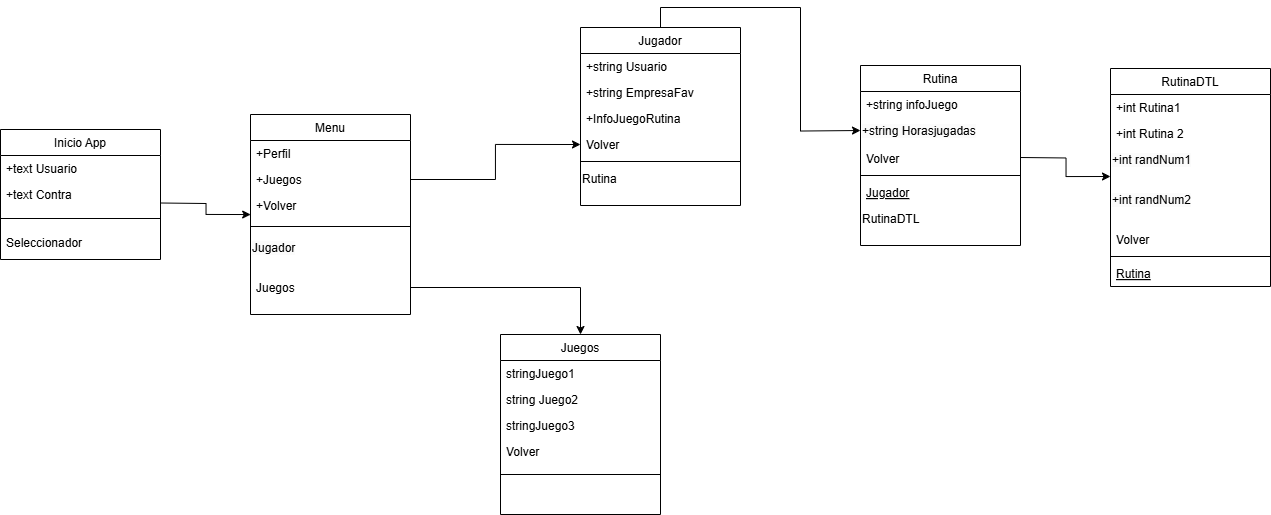 Inicio App
+text Usuario
+text Contra
Seleccionador
Menu
+Perfil
+Juegos
+Volver
Jugador
Juegos
Jugador
+string Usuario
+string EmpresaFav
+InfoJuegoRutina
Volver
Rutina
Juegos
stringJuego1
string Juego2
stringJuego3
Volver
Rutina
+string infoJuego
+string Horasjugadas
Volver
Jugador
RutinaDTL
RutinaDTL
+int Rutina1
+int Rutina 2
+int randNum1
+int randNum2
Volver
Rutina